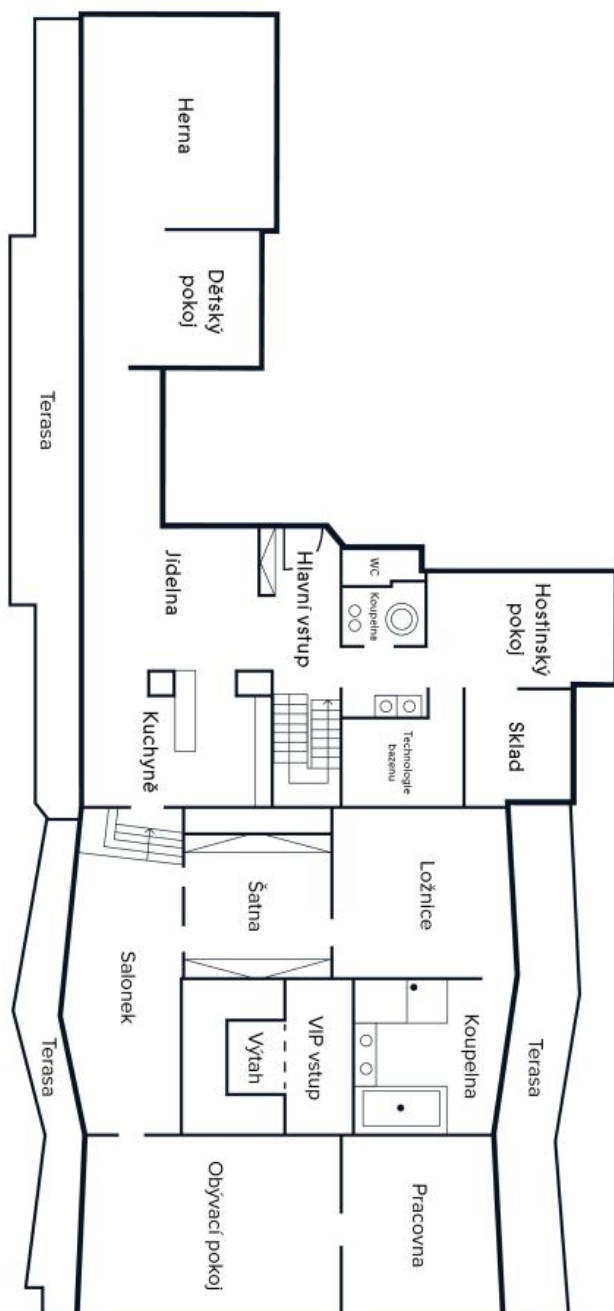 Herna
Dětský
pokoj
Terasa
Jídelna
Hlavní vstup
WC
Koupelna
Hostinský
pokoj
Kuchyně
Technologie
bazenu
Sklad
Šatna
Ložnice
Salonek
Terasa
Výtah
VIP vstup
Koupelna
Terasa
Obývací pokoj
Pracovna